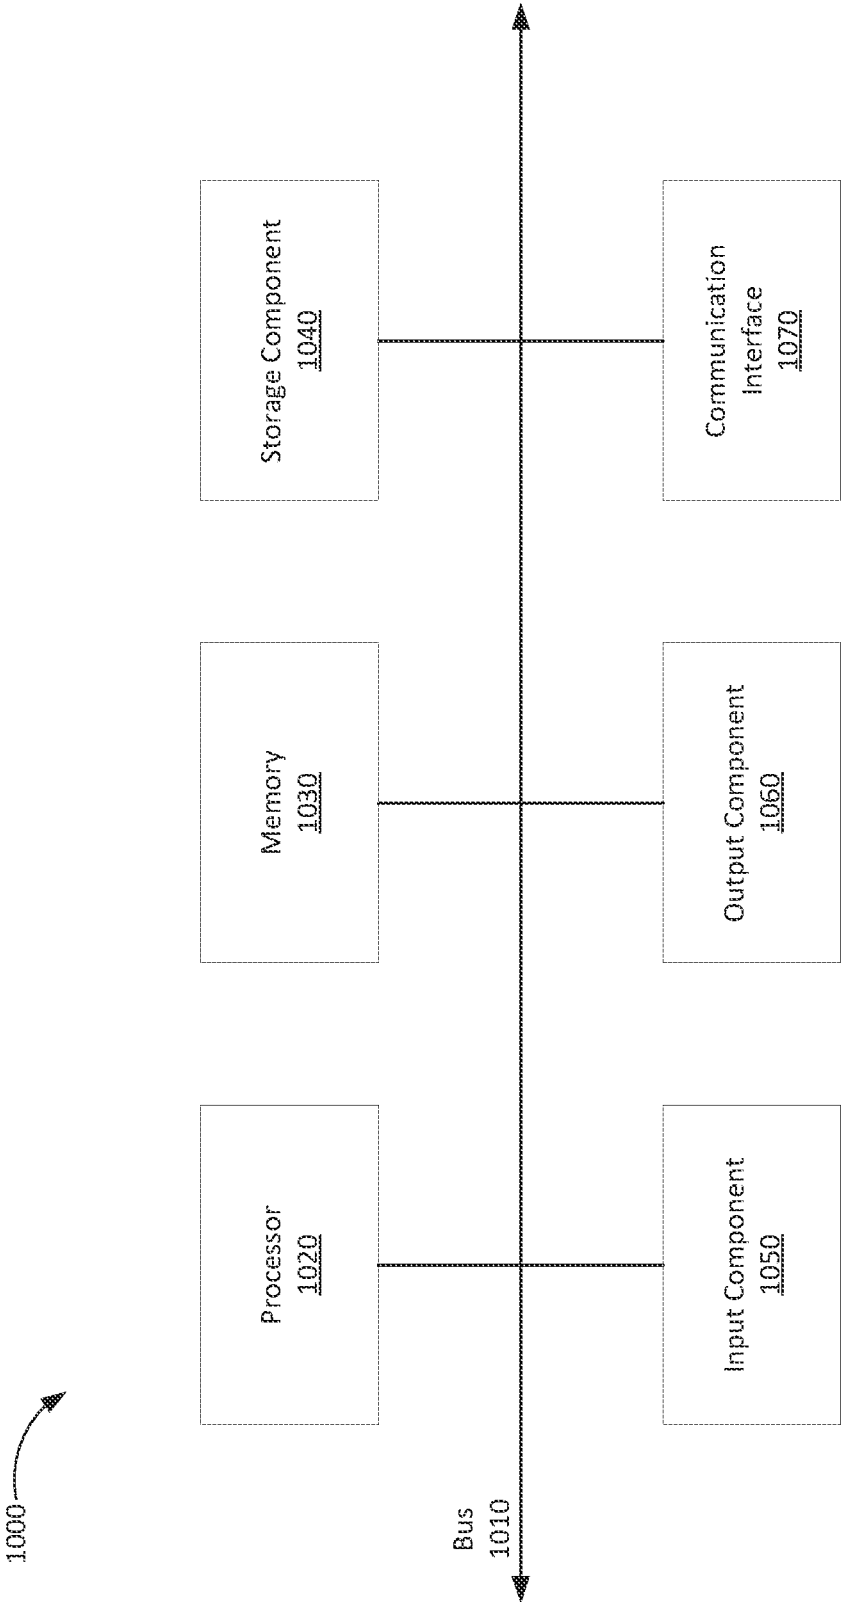 1000
Processor
1020
Memory
1030
Storage Component
1040
Bus
1010
Input Component
1050
Output Component
1060
Communication
Interface
1070